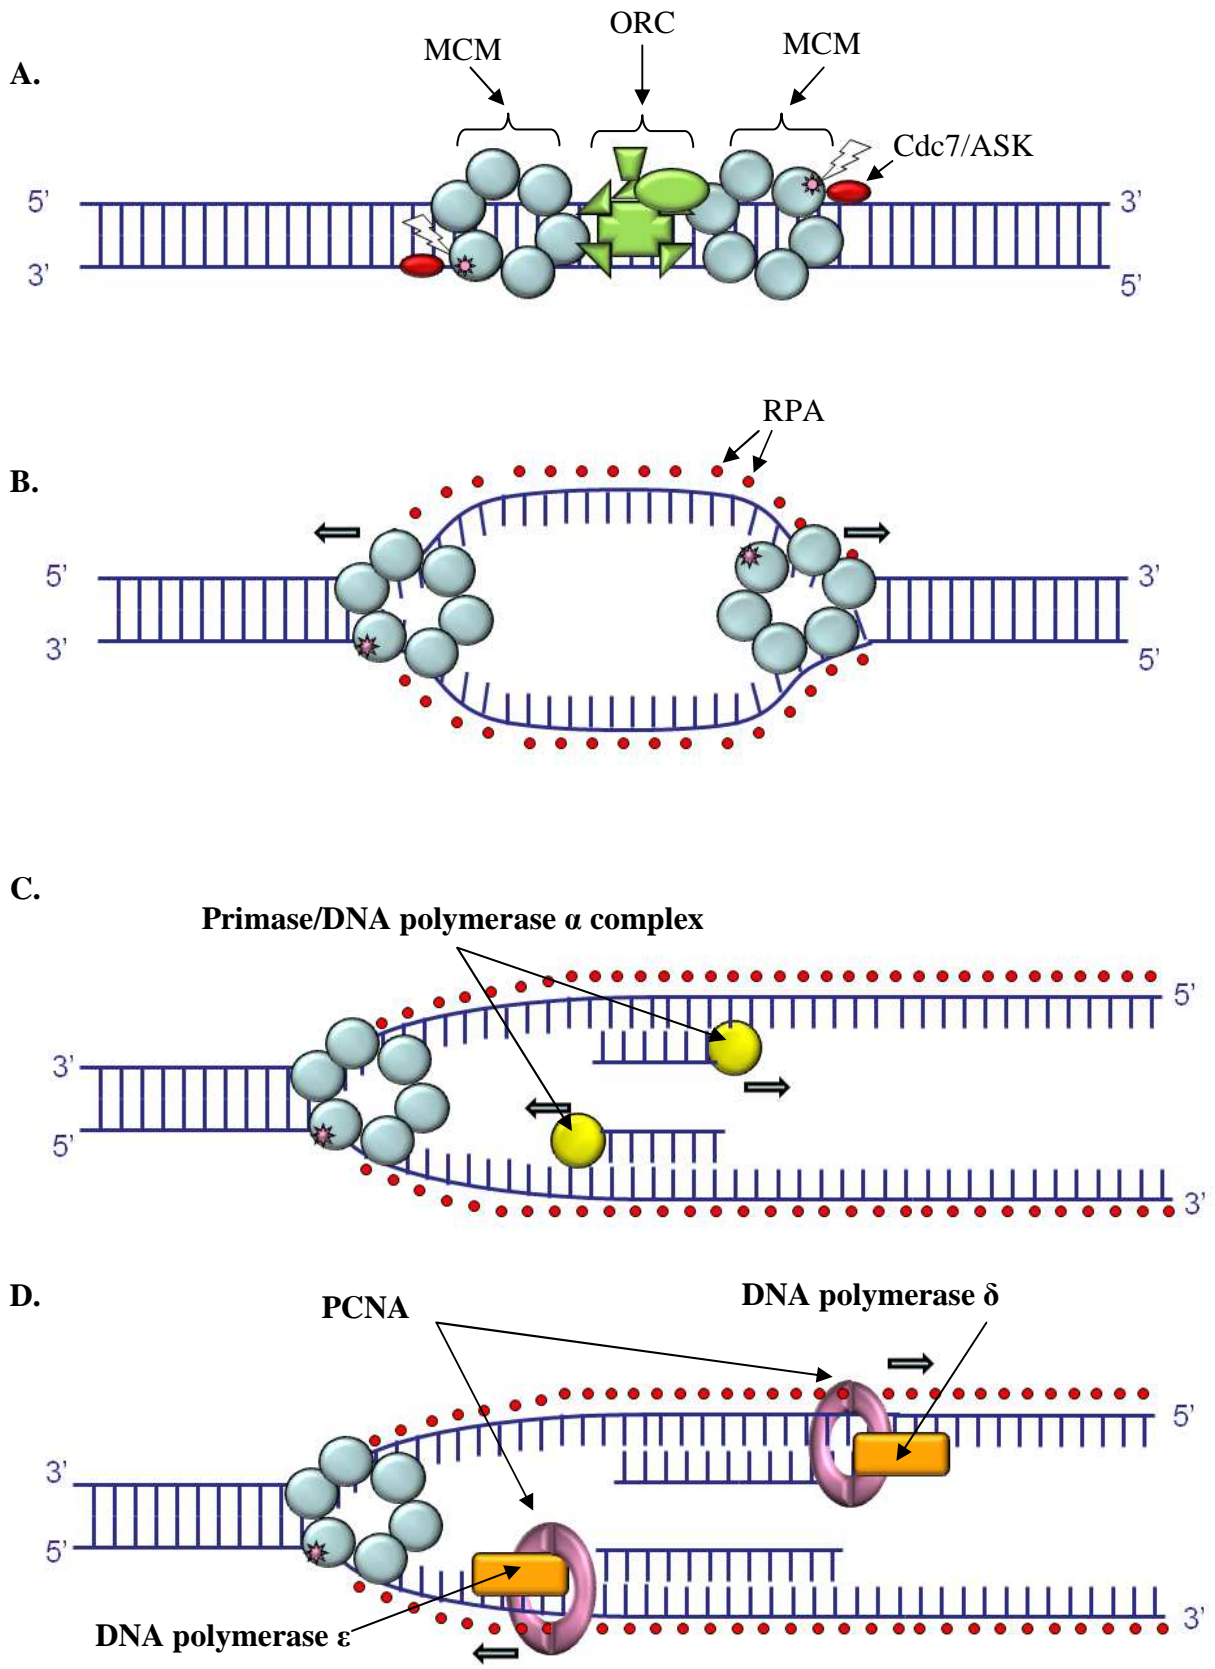 ORC
MCM
MCM
A.
Cdc7/ASK
5’
3’
3’
5’
RPA
B.
5’
3’
3’
5’
C.
Primase/DNA polymerase α complex
5’
3’
5’
3’
D.
PCNA
DNA polymerase δ
5’
3’
5’
3’
DNA polymerase ε